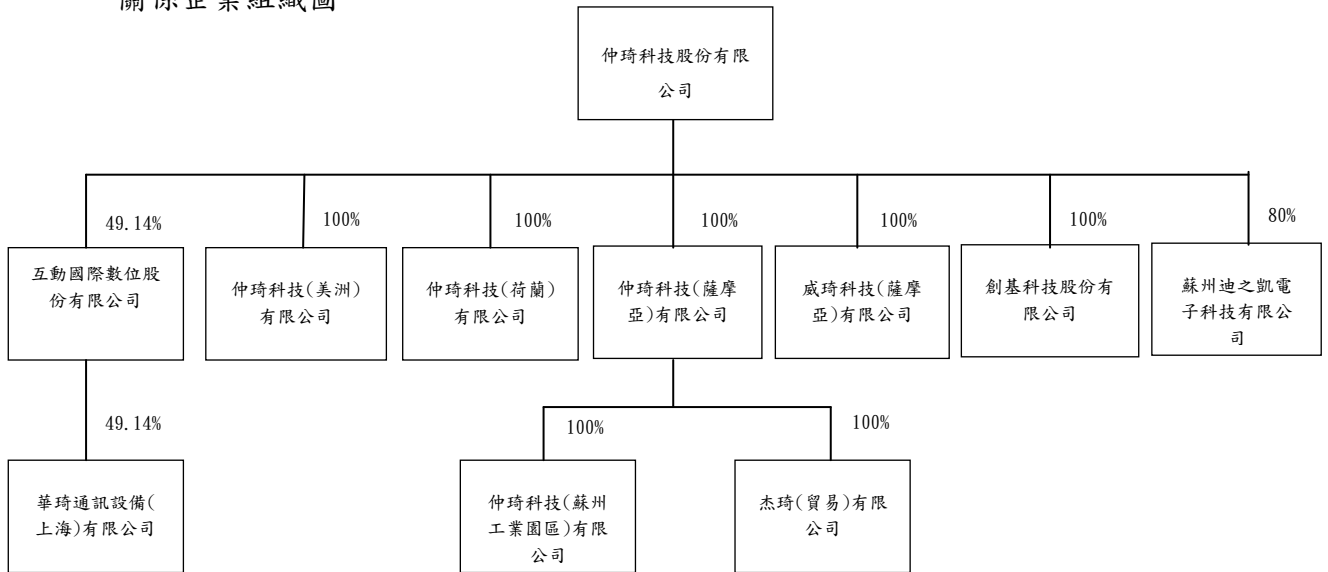 關係企業組織圖
仲琦科技股份有限
公司
49.14%
100%
100%
100%
100%
100%
80%
互動國際數位股
份有限公司
仲琦科技(美洲)
有限公司
仲琦科技(荷蘭)
有限公司
仲琦科技(薩摩
亞)有限公司
威琦科技(薩摩
亞)有限公司
創基科技股份有
限公司
蘇州迪之凱電
子科技有限公
司
49.14%
100%
100%
華琦通訊設備(
上海)有限公司
仲琦科技(蘇州
工業園區)有限
公司
杰琦(貿易)有限
公司